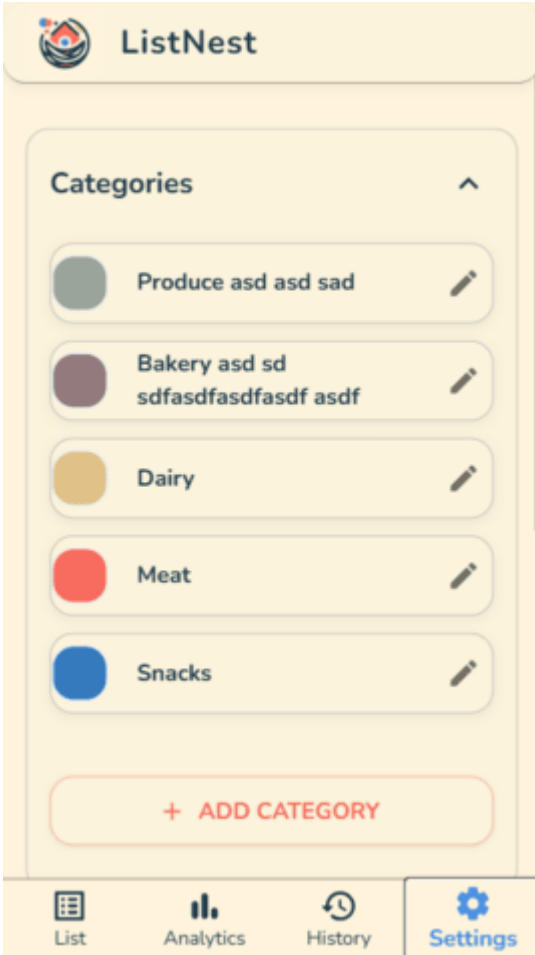 ListNest
Categories
Produce asd asd sad
Bakery asd sd
sdfasdfasdfasdf asdf
Dairy
Meat
Snacks
+ ADD CATEGORY
List
Analytics
History
Settings